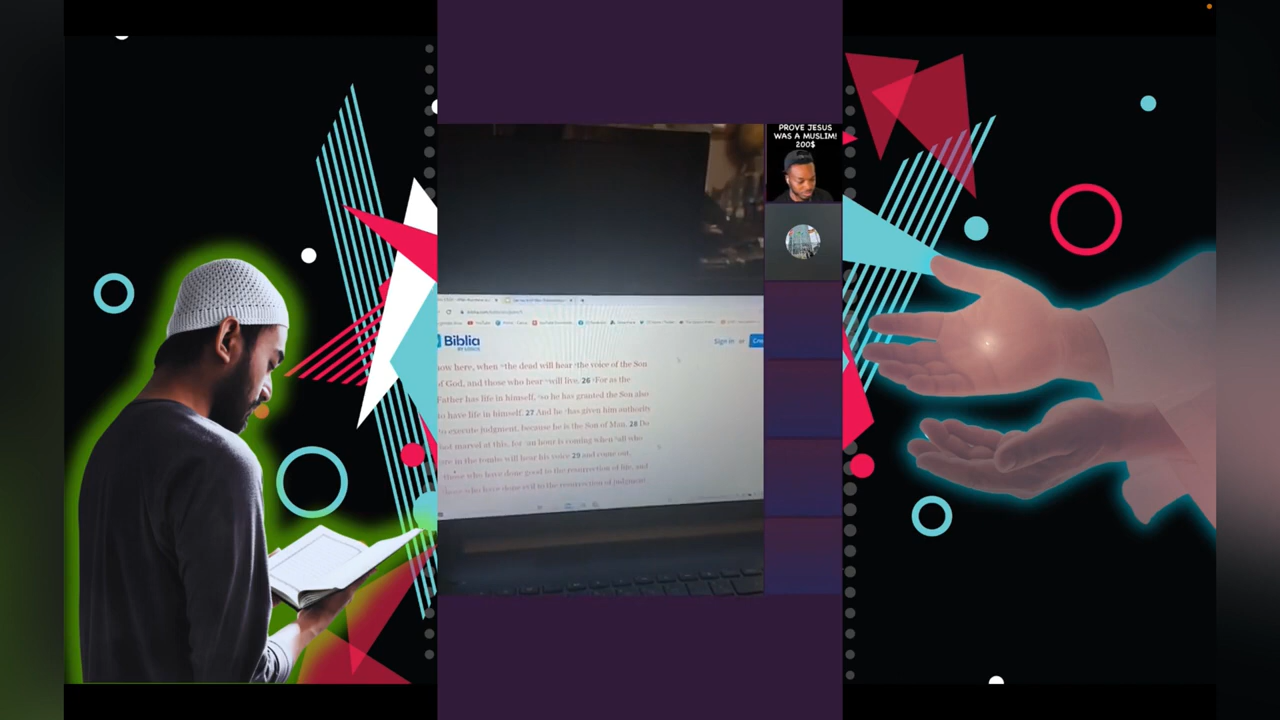 PROVE JESUS
WAS A MUSLIM!
200$
YouTube
Biblia
Sign in or
now here, when the dead will hear the voice of the Son
of God, and those who hear will live. 26 For as the
Father has life in himself, so he has granted the Son also
to have life in himself. 27 And he has given him authority
to execute judgment, because he is the Son of Man. 28 Do
not marvel at this, for an hour is coming when all who
are in the tombs will hear his voice 29 and come out,
those who have done good to the resurrection of life, and
those who have done evil to the resurrection of judgment.